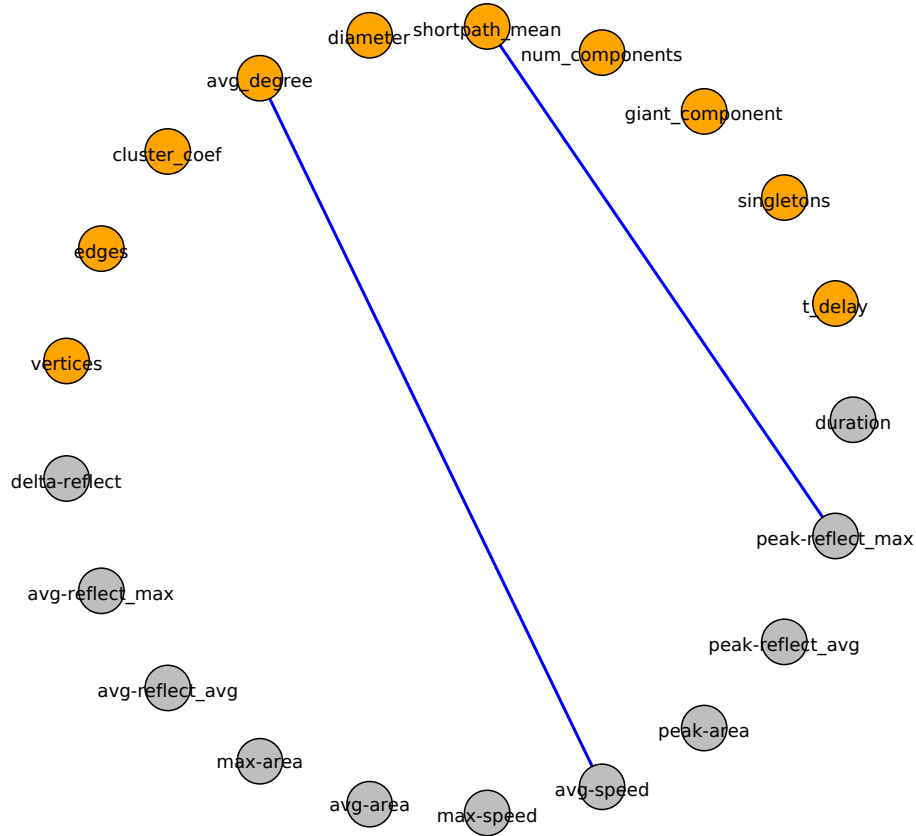 shortpath_mean
diameter
num_components
avg_degree
giant_component
cluster_coef
singletons
edges
t_delay
vertices
duration
delta-reflect
peak-reflect_max
avg-reflect_max
peak-reflect_avg
avg-reflect_avg
peak-area
max-area
avg-speed
avg-area
max-speed